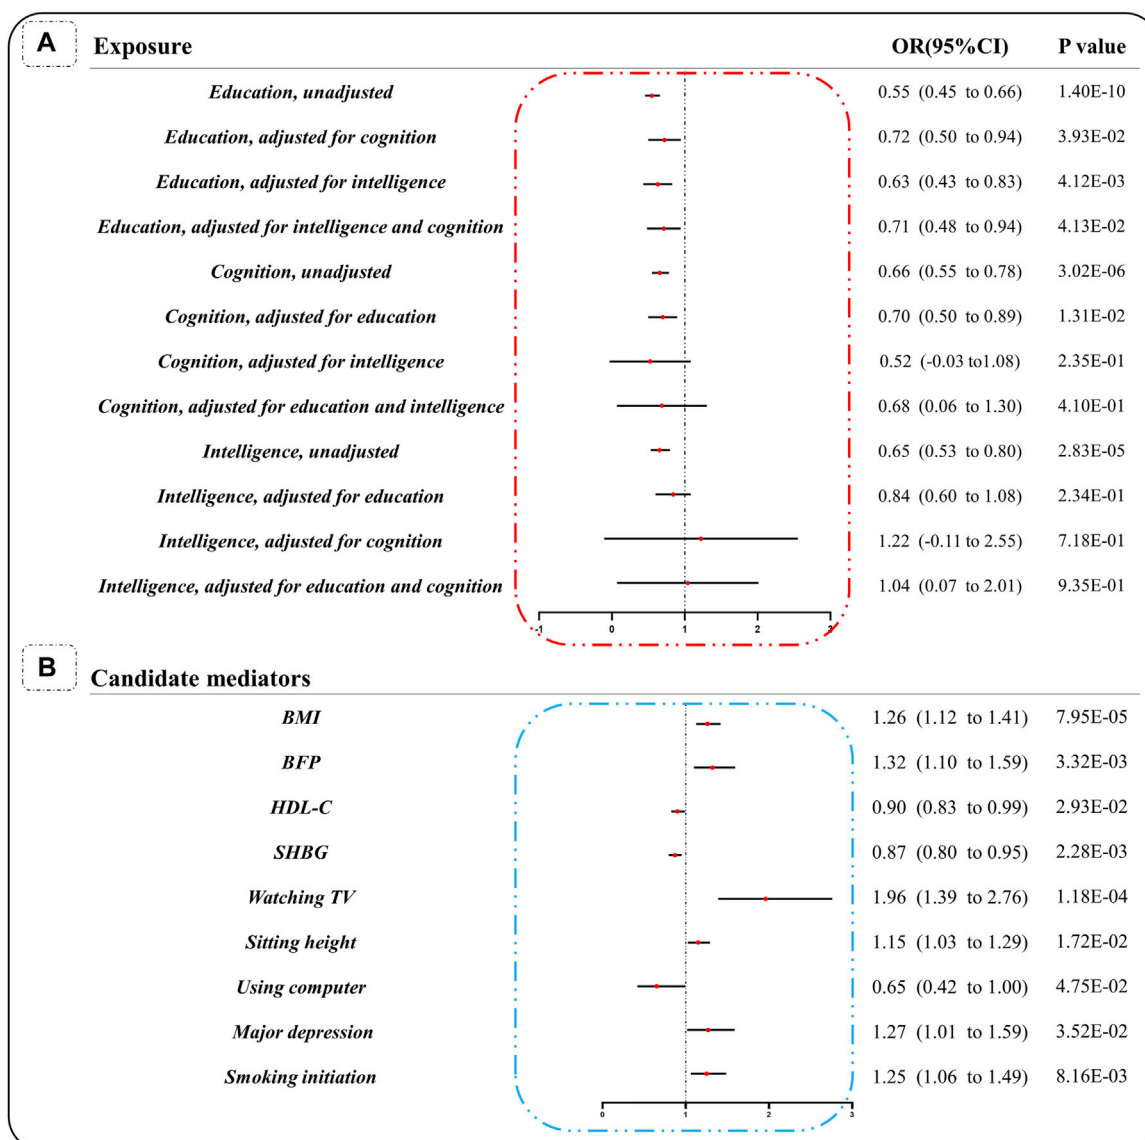 A
Exposure OR(95%CI) P value
Education, unadjusted 0.55 (0.45 to 0.66) 1.40E-10
Education, adjusted for cognition 0.72 (0.50 to 0.94) 3.93E-02
Education, adjusted for intelligence 0.63 (0.43 to 0.83) 4.12E-03
Education, adjusted for intelligence and cognition 0.71 (0.48 to 0.94) 4.13E-02
Cognition, unadjusted 0.66 (0.55 to 0.78) 3.02E-06
Cognition, adjusted for education 0.70 (0.50 to 0.89) 1.31E-02
Cognition, adjusted for intelligence 0.52 (-0.03 to1.08) 2.35E-01
Cognition, adjusted for education and intelligence 0.68 (0.06 to 1.30) 4.10E-01
Intelligence, unadjusted 0.65 (0.53 to 0.80) 2.83E-05
Intelligence, adjusted for education 0.84 (0.60 to 1.08) 2.34E-01
Intelligence, adjusted for cognition 1.22 (-0.11 to 2.55) 7.18E-01
Intelligence, adjusted for education and cognition 1.04 (0.07 to 2.01) 9.35E-01
-1 0 1 2 3
B
Candidate mediators
BMI 1.26 (1.12 to 1.41) 7.95E-05
BFP 1.32 (1.10 to 1.59) 3.32E-03
HDL-C 0.90 (0.83 to 0.99) 2.93E-02
SHBG 0.87 (0.80 to 0.95) 2.28E-03
Watching TV 1.96 (1.39 to 2.76) 1.18E-04
Sitting height 1.15 (1.03 to 1.29) 1.72E-02
Using computer 0.65 (0.42 to 1.00) 4.75E-02
Major depression 1.27 (1.01 to 1.59) 3.52E-02
Smoking initiation 1.25 (1.06 to 1.49) 8.16E-03
0 1 2 3